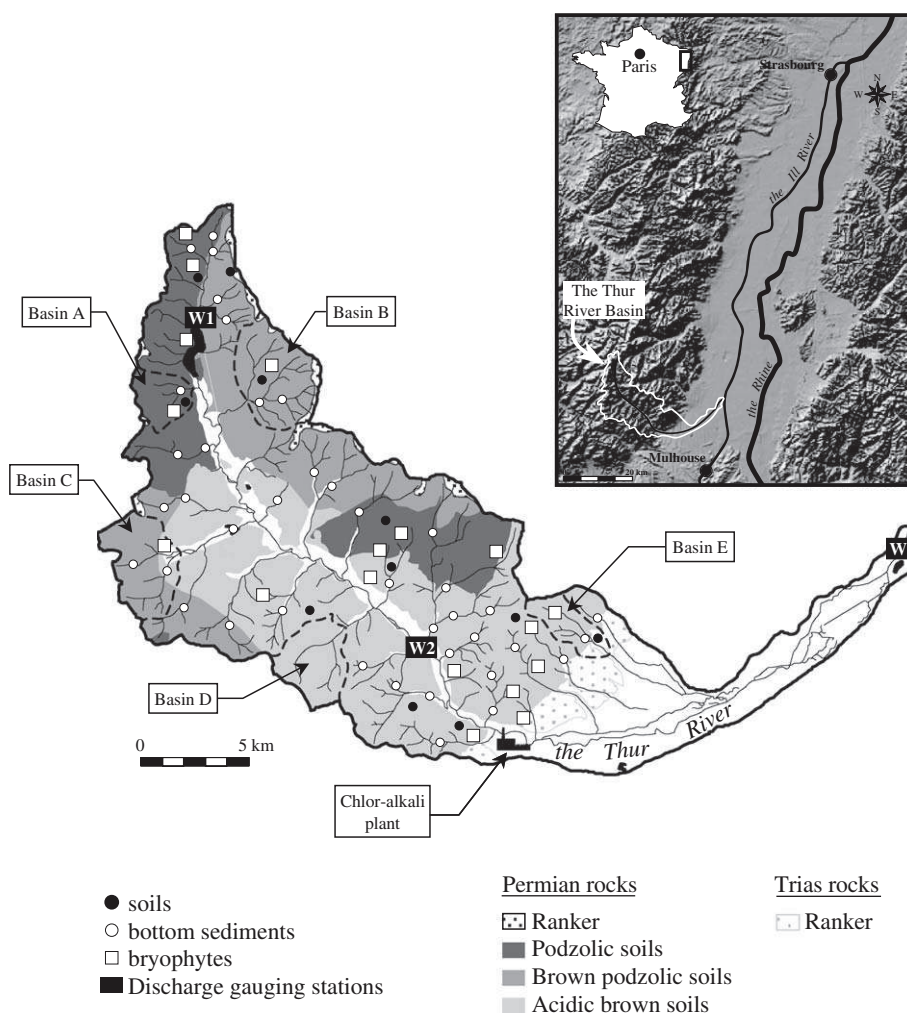 Paris
Strasbourg
N
W E
S
the Ill River
The Thur
River Basin
the Rhine
Mulhouse
20 km
Basin A
W1
Basin B
Basin C
Basin E
W
W2
Basin D
0 5 km
the Thur River
Chlor-alkali
plant
soils
bottom sediments
bryophytes
Discharge gauging stations
Permian rocks
Ranker
Podzolic soils
Brown podzolic soils
Acidic brown soils
Trias rocks
Ranker